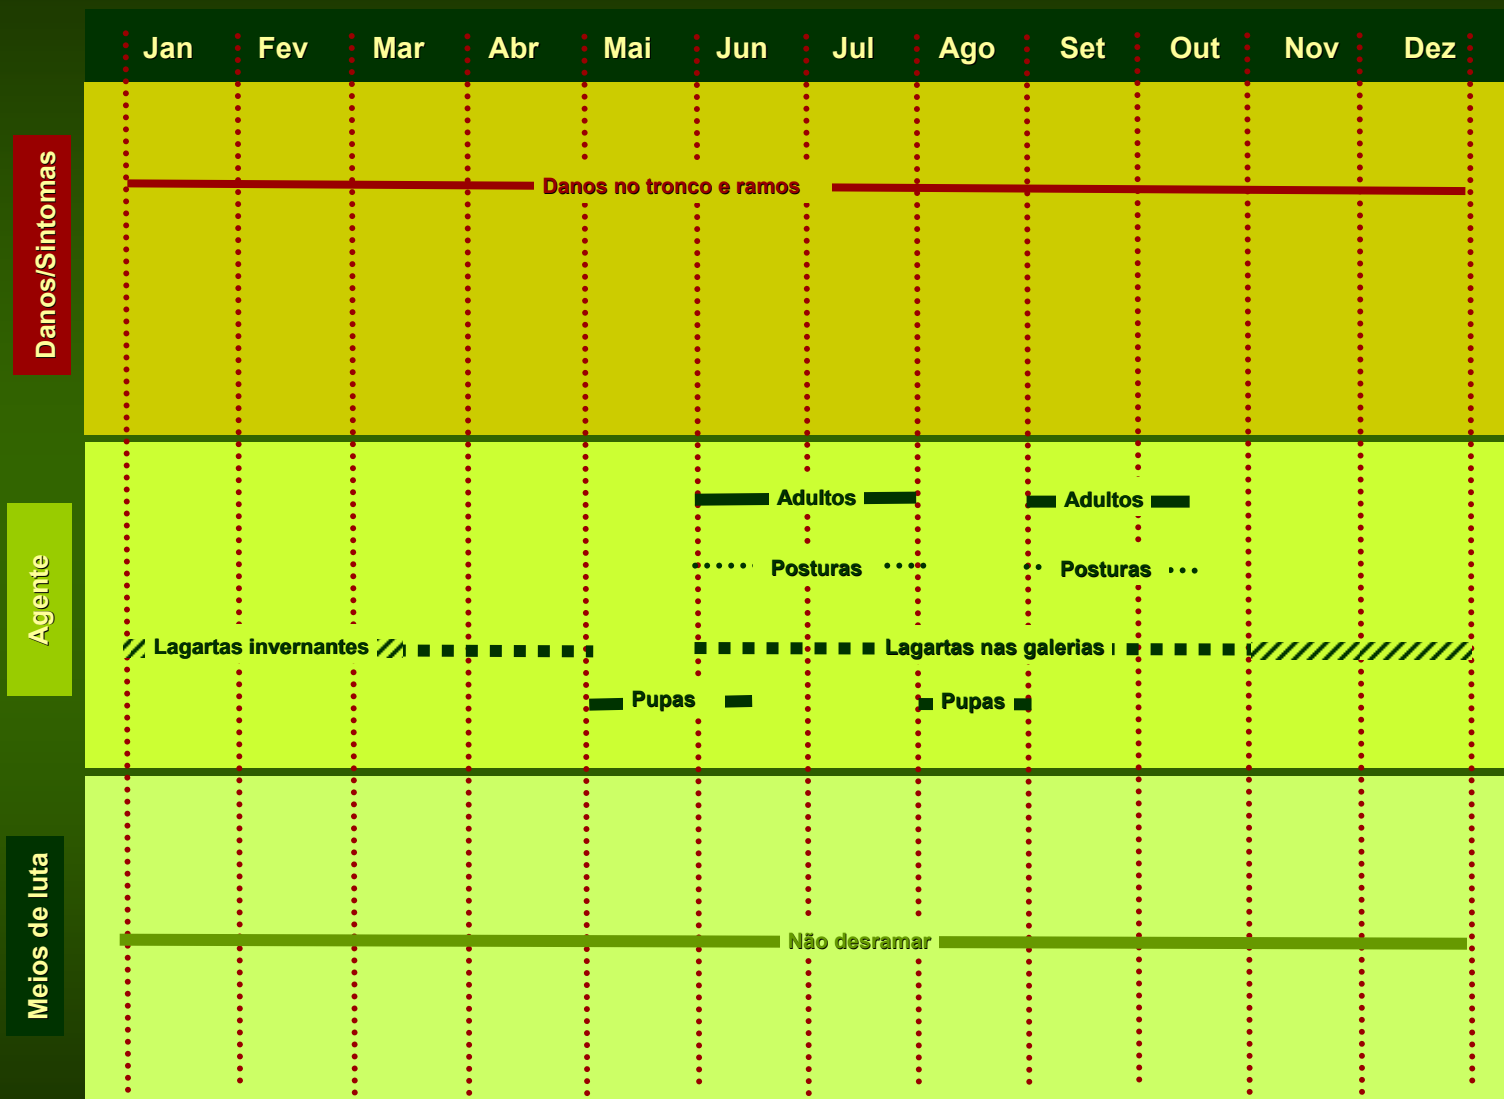 Jan Fev Mar Abr Mai Jun Jul Ago Set Out Nov Dez
Danos/Sintomas
Danos no tronco e ramos
Agente
Adultos Adultos
Posturas Posturas
Lagartas invernantes Lagartas nas galerias
Pupas Pupas
Meios de luta
Não desramar